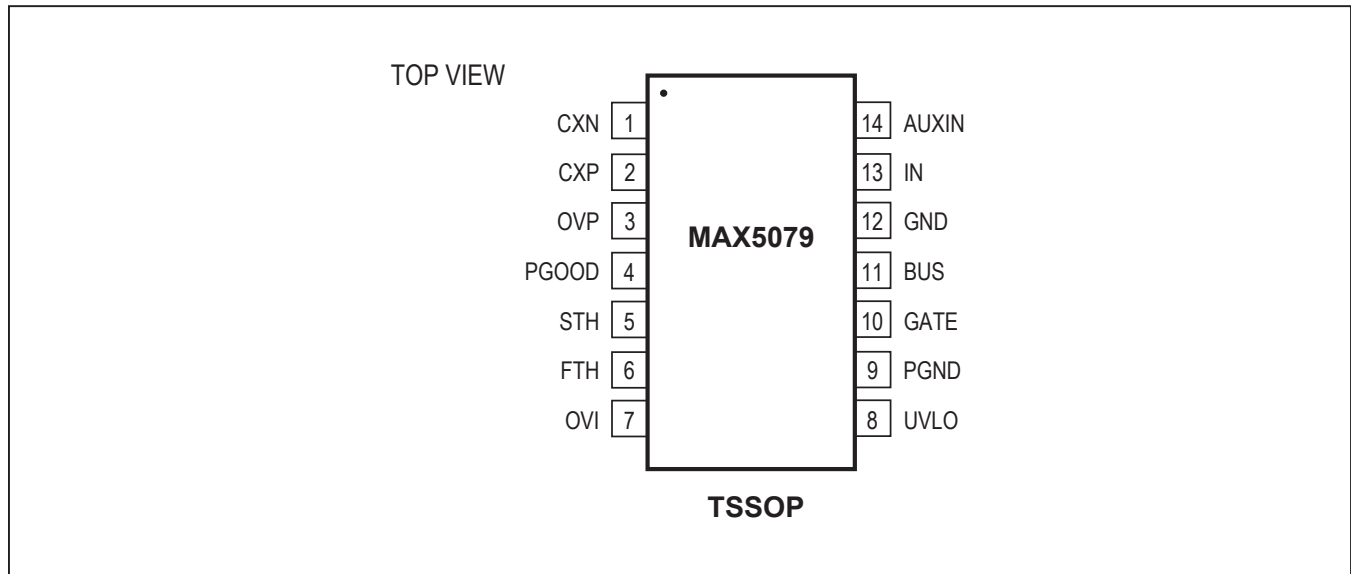 TOP VIEW
CXN 1
CXP 2
OVP 3
PGOOD 4
STH 5
FTH 6
OVI 7
MAX5079
14 AUXIN
13 IN
12 GND
11 BUS
10 GATE
9 PGND
8 UVLO
TSSOP